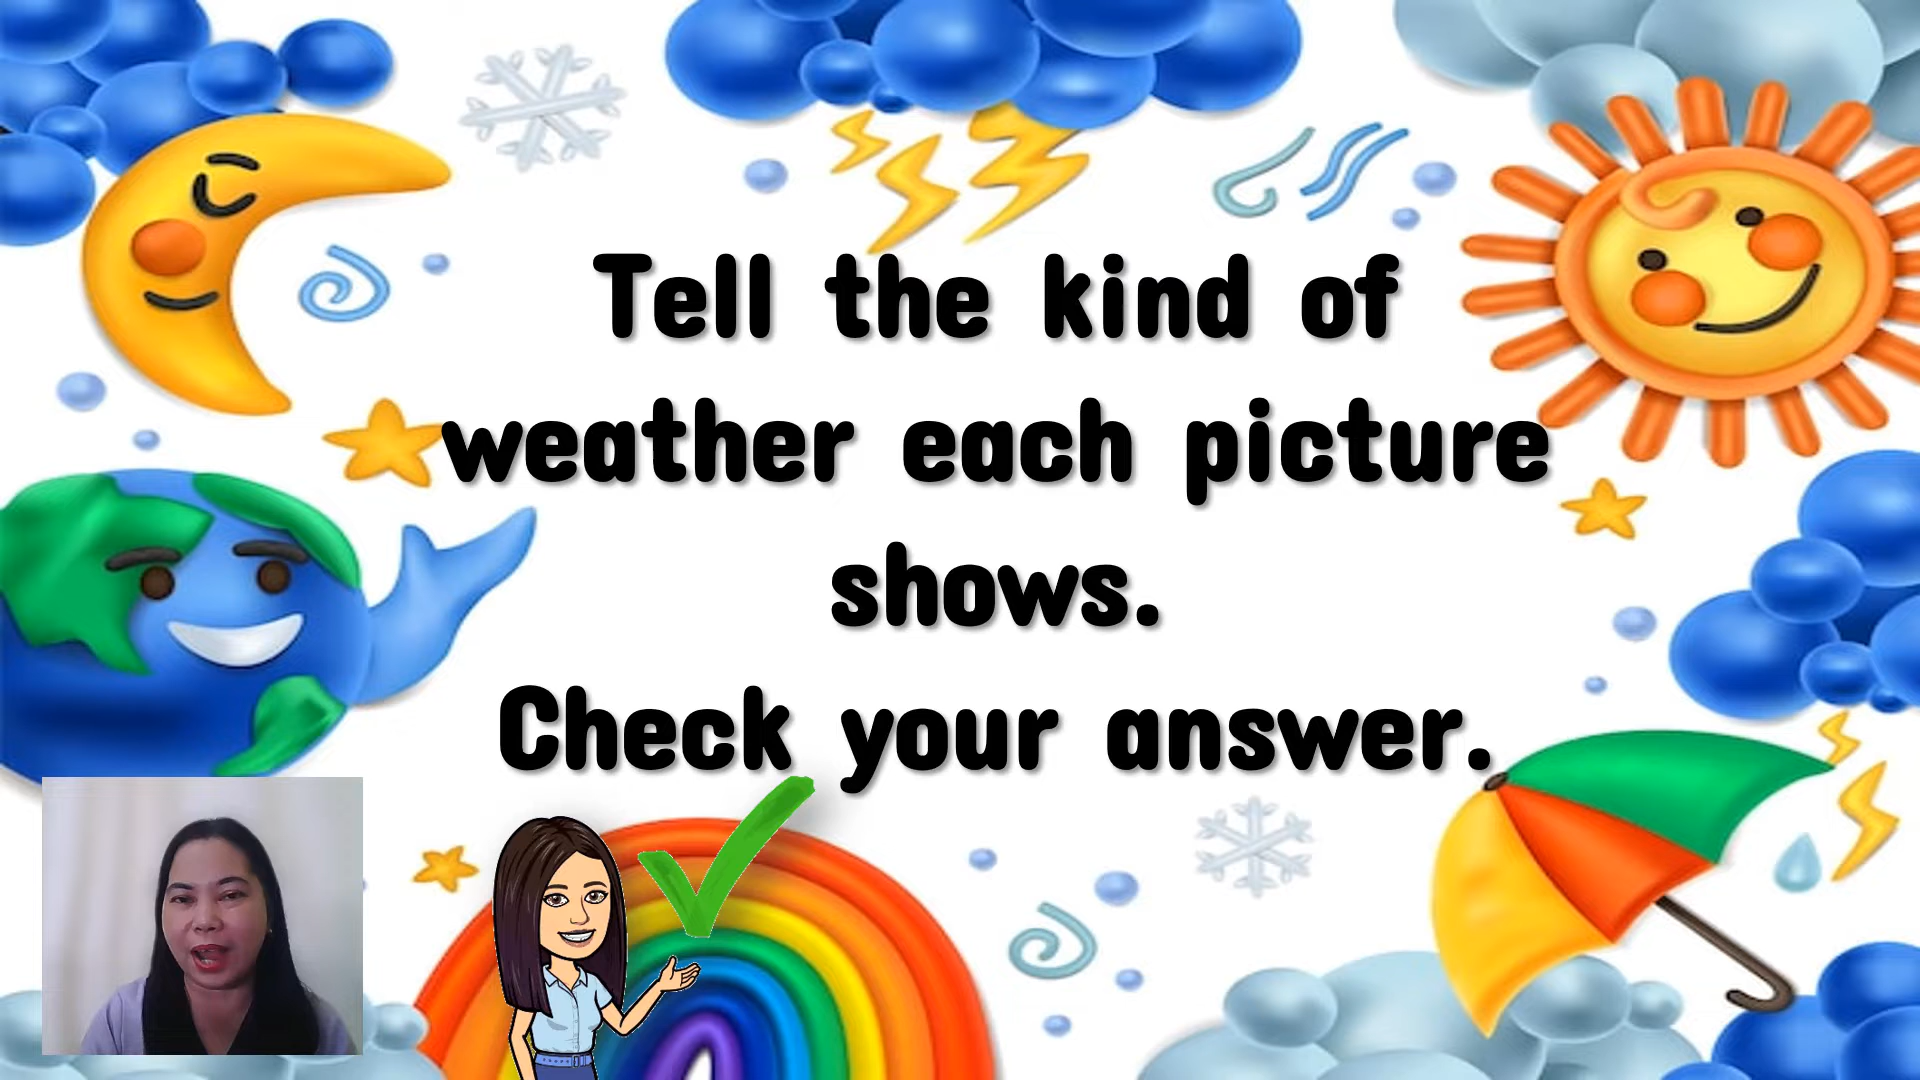 Tell the kind of
weather each picture
shows.
Check your answer.